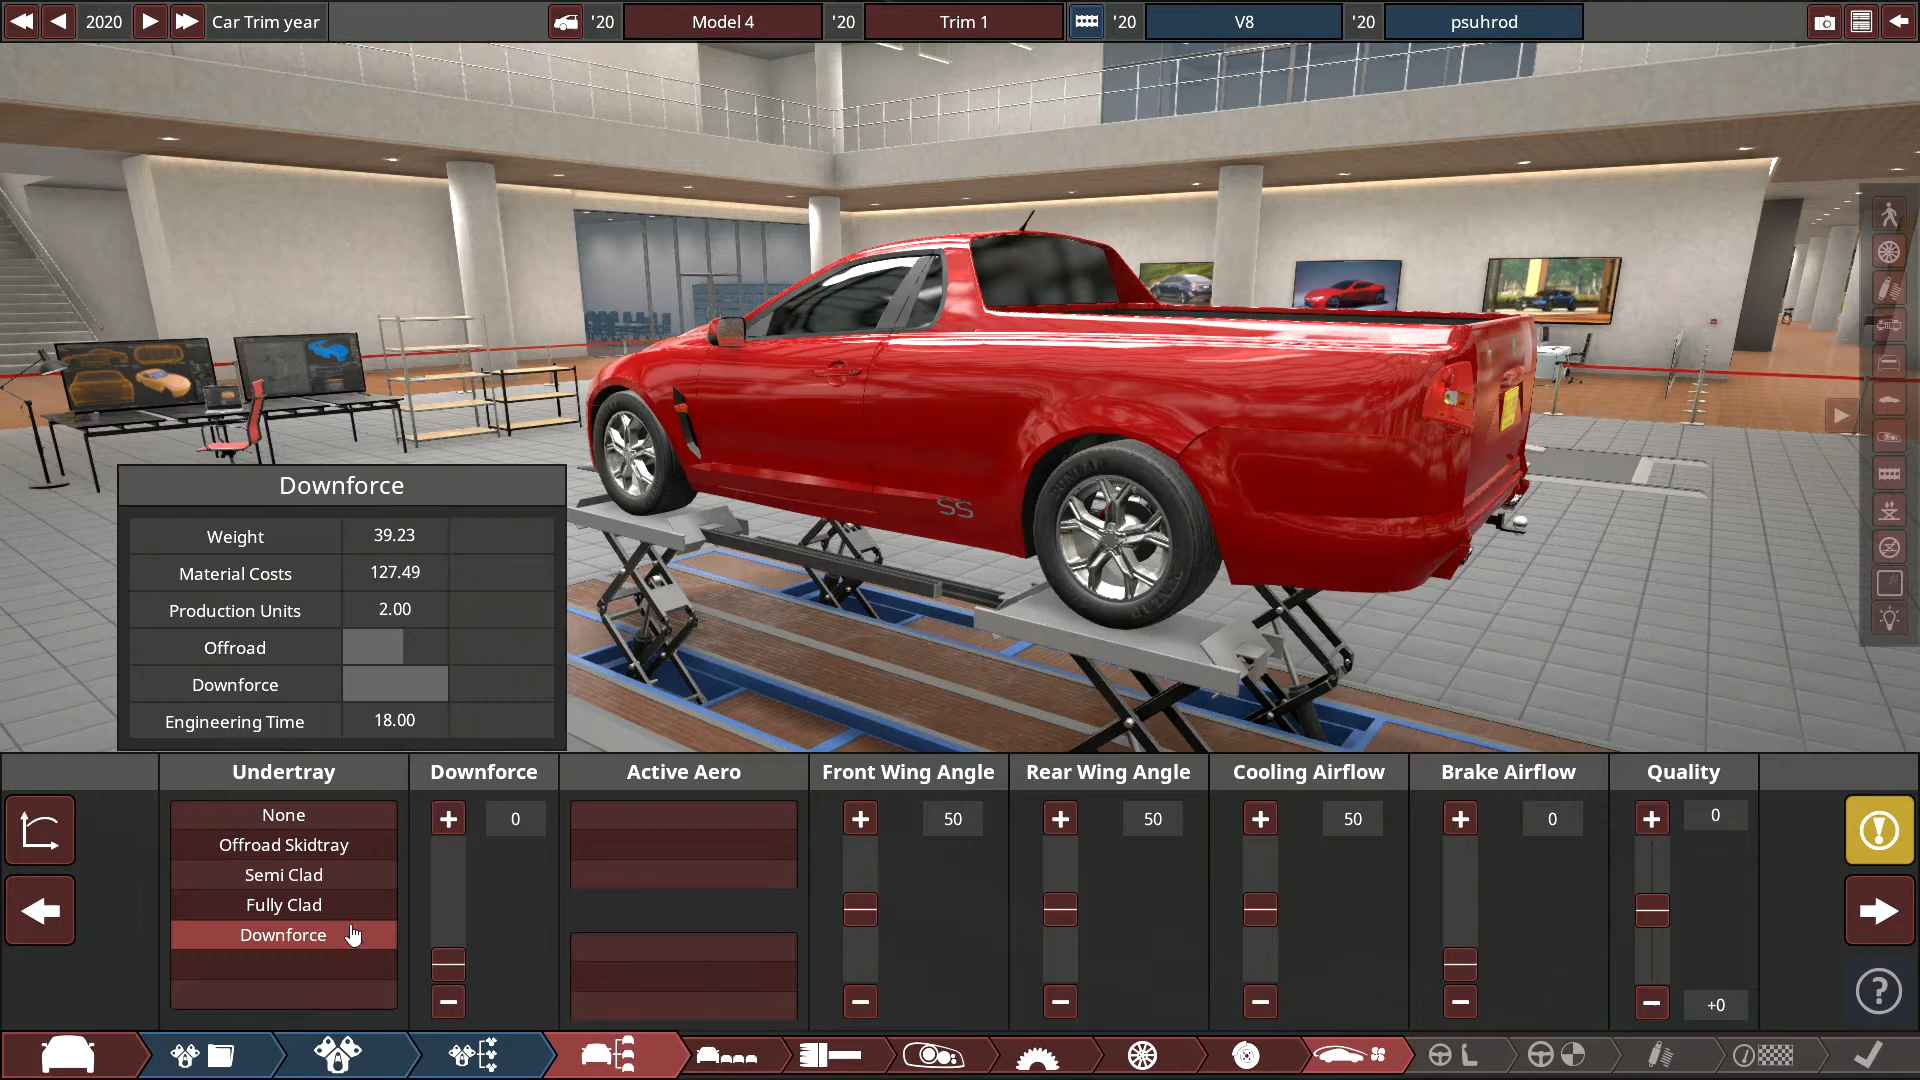 2020 Car Trim year '20 Model 4 '20 Trim 1 '20 V8 '20 psuhrod
SS
DUNLOP
Downforce
Weight 39.23
Material Costs 127.49
Production Units 2.00
Offroad
Downforce
Engineering Time 18.00
Undertray Downforce Active Aero Front Wing Angle Rear Wing Angle Cooling Airflow Brake Airflow Quality
None
Offroad Skidtray
Semi Clad
Fully Clad
Downforce
0 50 50 50 0 0
+0